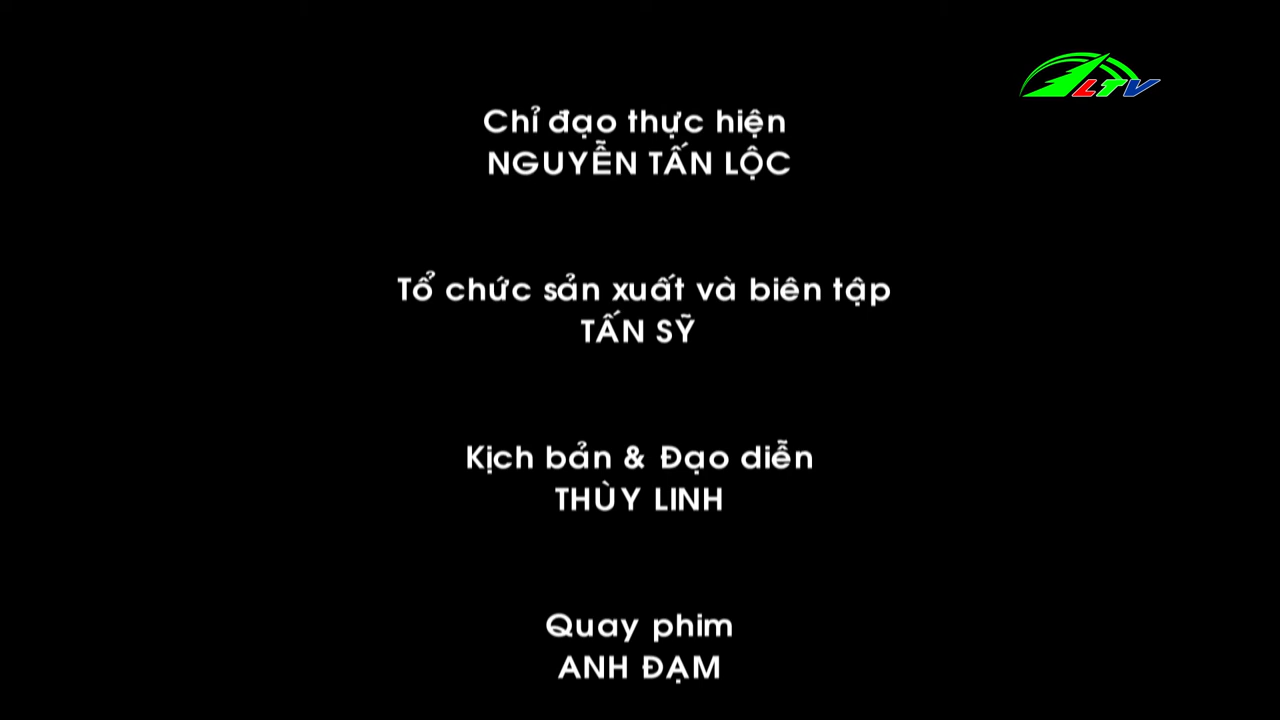 LTV
Chỉ đạo thực hiện
NGUYỄN TẤN LỘC
Tổ chức sản xuất và biên tập
TẤN SỸ
Kịch bản & Đạo diễn
THÙY LINH
Quay phim
ANH ĐẠM